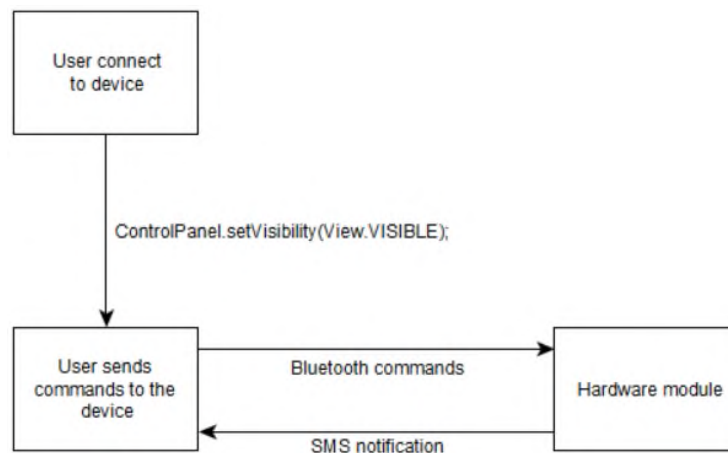 User connect
to device
ControlPanel.setVisibility(View.VISIBLE);
User sends
commands to the
device
Bluetooth commands
Hardware module
SMS notification